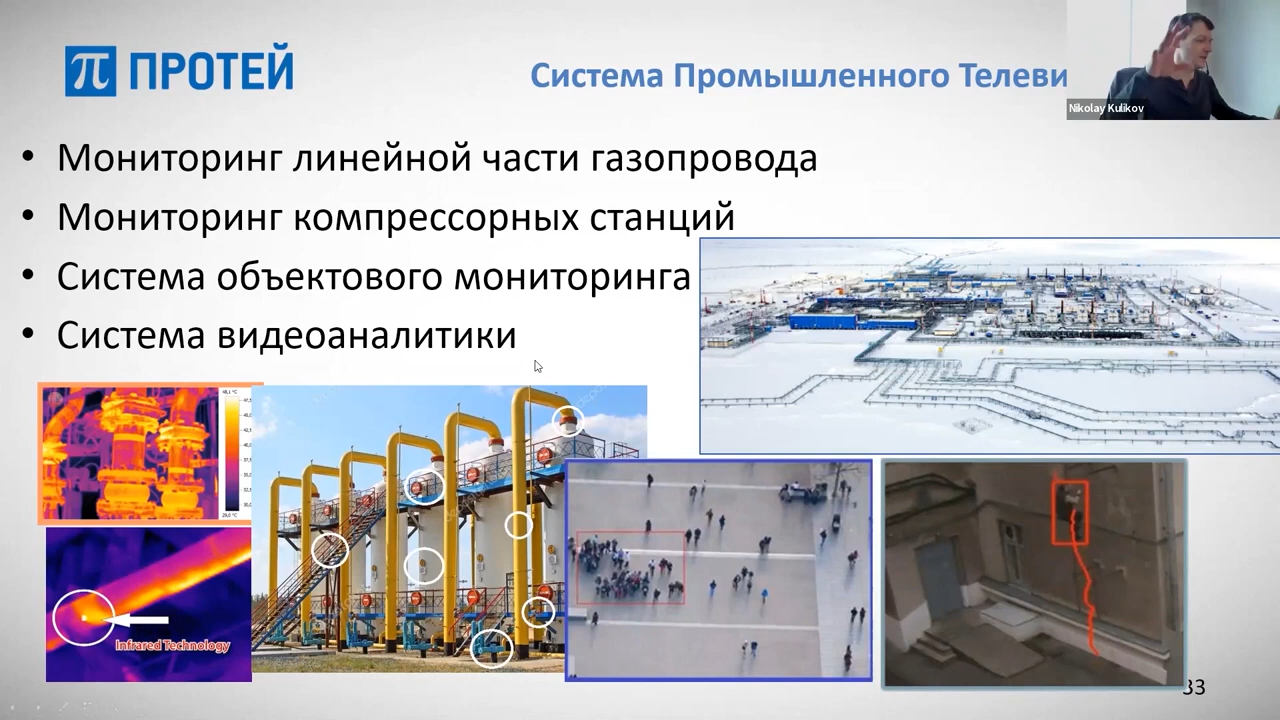 π ПРОТЕЙ
Система Промышленного Телеви
Nikolay Kulikov
• Мониторинг линейной части газопровода
• Мониторинг компрессорных станций
• Система объектового мониторинга
• Система видеоаналитики
Infrared Technology
33